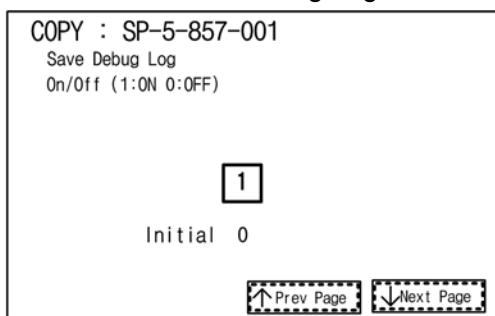 COPY : SP-5-857-001
Save Debug Log
On/Off (1:ON 0:OFF)
1
Initial 0
↑Prev Page ↓Next Page